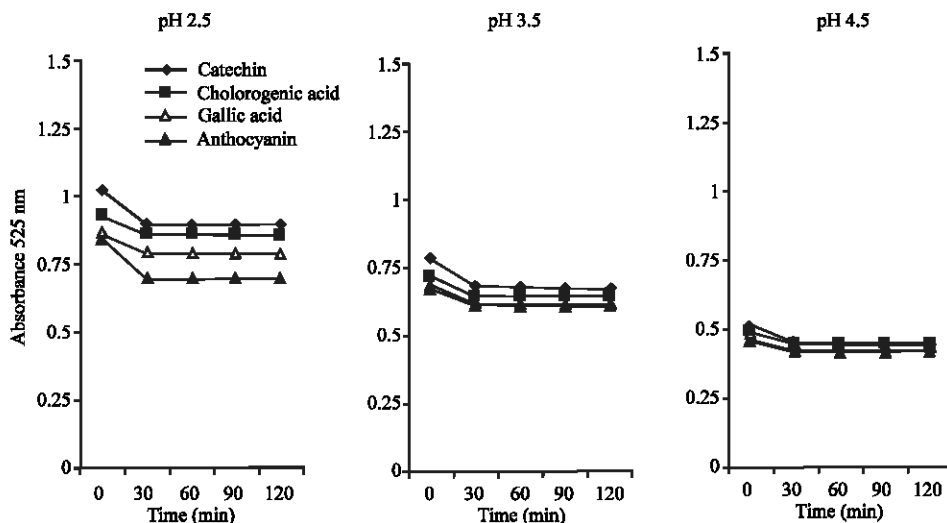 pH 2.5
pH 3.5
pH 4.5
Catechin
Cholorogenic acid
Gallic acid
Anthocyanin
Absorbance 525 nm
1.5
1.25
1
0.75
0.5
0.25
0
0 30 60 90 120
Time (min)
1.5
1.25
1
0.75
0.5
0.25
0
0 30 60 90 120
Time (min)
1.5
1.25
1
0.75
0.5
0.25
0
0 30 60 90 120
Time (min)